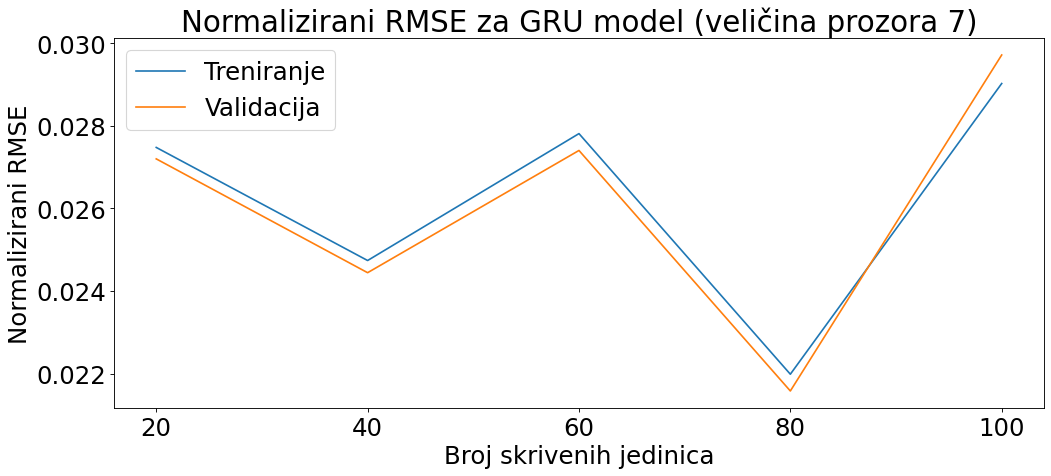 Normalizirani RMSE za GRU model (veličina prozora 7)
Treniranje
Validacija
Normalizirani RMSE
0.030
0.028
0.026
0.024
0.022
20 40 60 80 100
Broj skrivenih jedinica